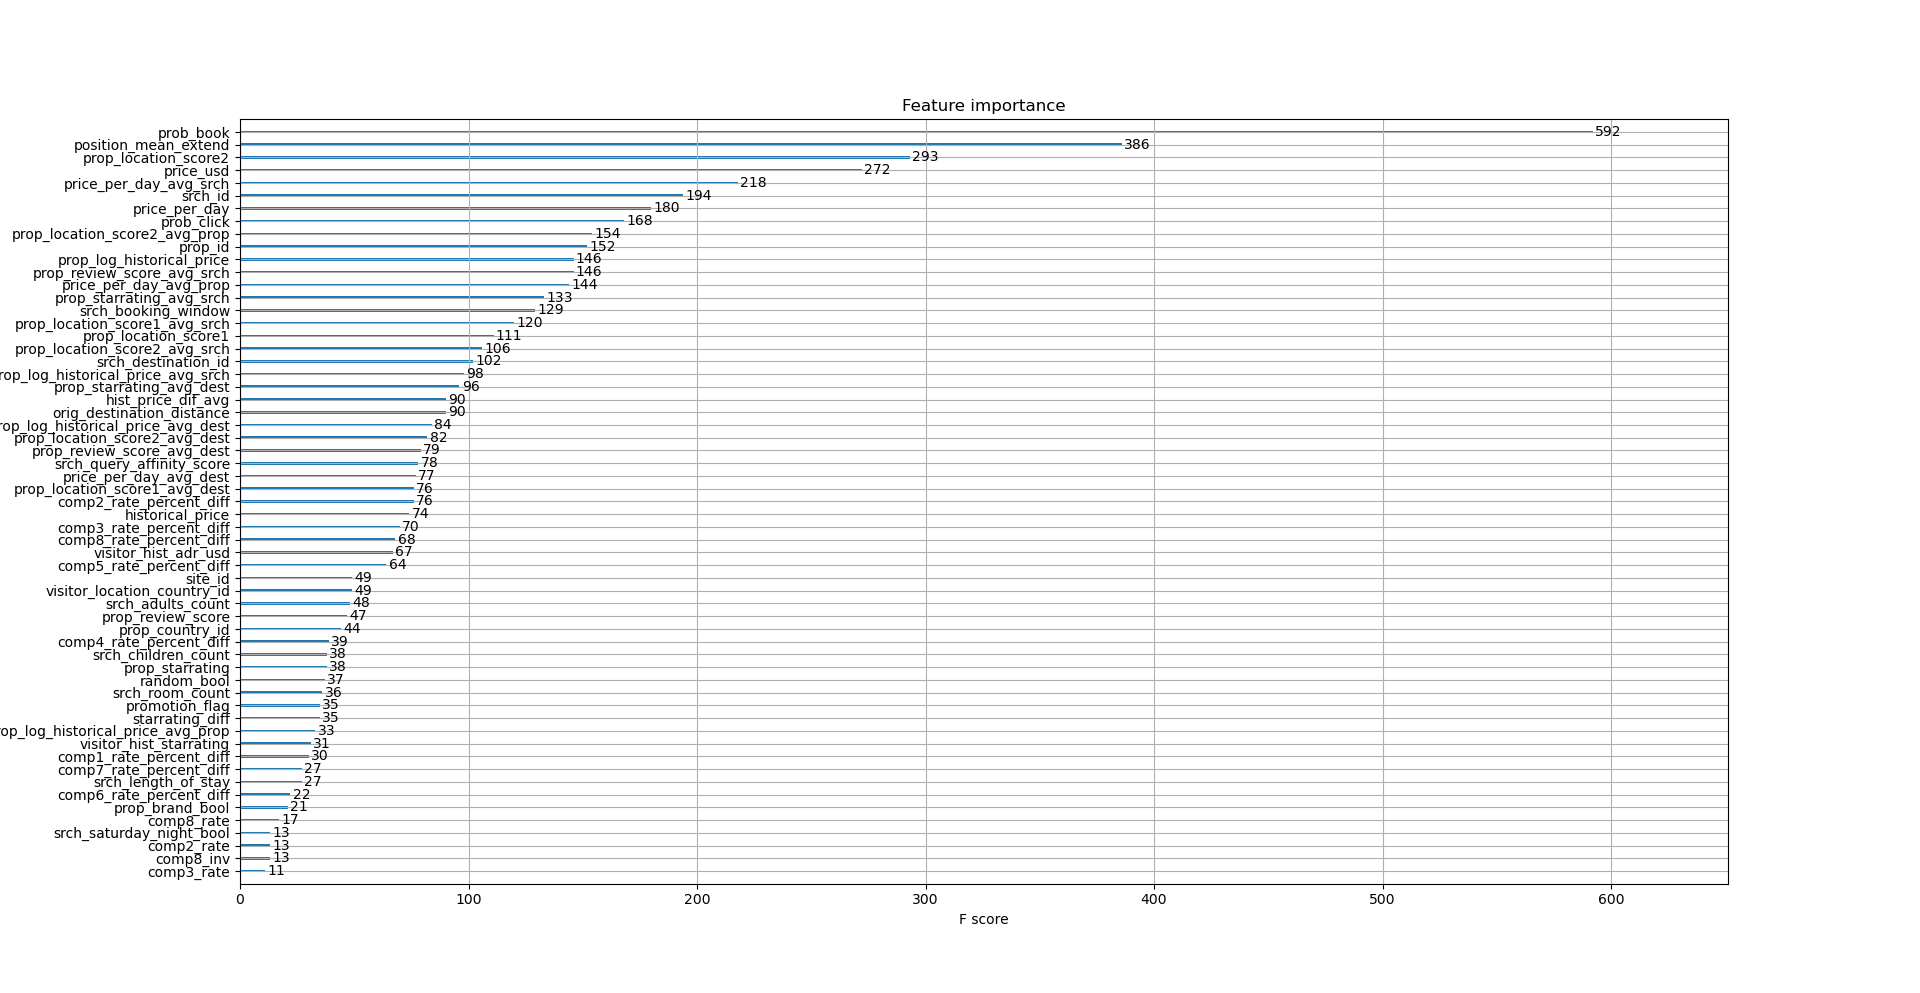 Feature importance
prob_book 592
position_mean_extend 386
prop_location_score2 293
price_usd 272
price_per_day_avg_srch 218
srch_id 194
price_per_day 180
prob_click 168
prop_location_score2_avg_prop 154
prop_id 152
prop_log_historical_price 146
prop_review_score_avg_srch 146
price_per_day_avg_prop 144
prop_starrating_avg_srch 133
srch_booking_window 129
prop_location_score1_avg_srch 120
prop_location_score1 111
prop_location_score2_avg_srch 106
srch_destination_id 102
rop_log_historical_price_avg_srch 98
prop_starrating_avg_dest 96
hist_price_dif_avg 90
orig_destination_distance 90
rop_log_historical_price_avg_dest 84
prop_location_score2_avg_dest 82
prop_review_score_avg_dest 79
srch_query_affinity_score 78
price_per_day_avg_dest 77
prop_location_score1_avg_dest 76
comp2_rate_percent_diff 76
historical_price 74
comp3_rate_percent_diff 70
comp8_rate_percent_diff 68
visitor_hist_adr_usd 67
comp5_rate_percent_diff 64
site_id 49
visitor_location_country_id 49
srch_adults_count 48
prop_review_score 47
prop_country_id 44
comp4_rate_percent_diff 39
srch_children_count 38
prop_starrating 38
random_bool 37
srch_room_count 36
promotion_flag 35
starrating_diff 35
rop_log_historical_price_avg_prop 33
visitor_hist_starrating 31
comp1_rate_percent_diff 30
comp7_rate_percent_diff 27
srch_length_of_stay 27
comp6_rate_percent_diff 22
prop_brand_bool 21
comp8_rate 17
srch_saturday_night_bool 13
comp2_rate 13
comp8_inv 13
comp3_rate 11
0 100 200 300 400 500 600
F score